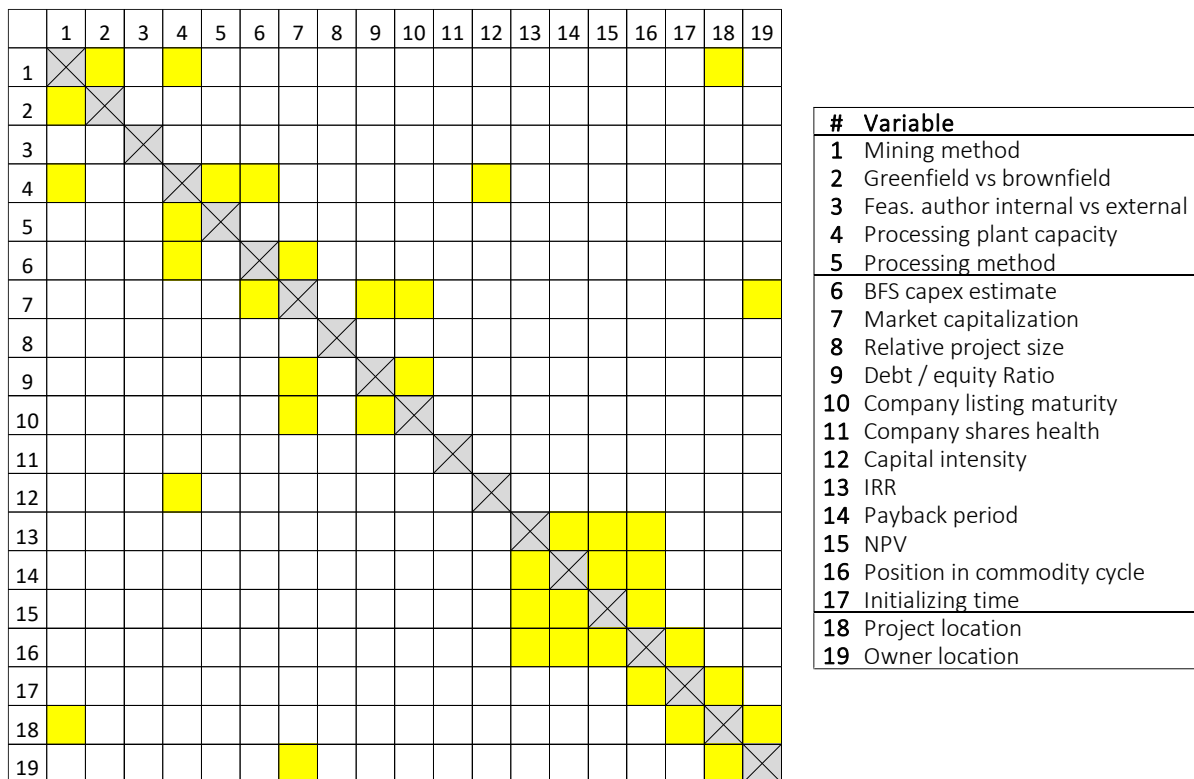 1 2 3 4 5 6 7 8 9 10 11 12 13 14 15 16 17 18 19
1
2
3
4
5
6
7
8
9
10
11
12
13
14
15
16
17
18
19
# Variable
1 Mining method
2 Greenfield vs brownfield
3 Feas. author internal vs external
4 Processing plant capacity
5 Processing method
6 BFS capex estimate
7 Market capitalization
8 Relative project size
9 Debt / equity Ratio
10 Company listing maturity
11 Company shares health
12 Capital intensity
13 IRR
14 Payback period
15 NPV
16 Position in commodity cycle
17 Initializing time
18 Project location
19 Owner location